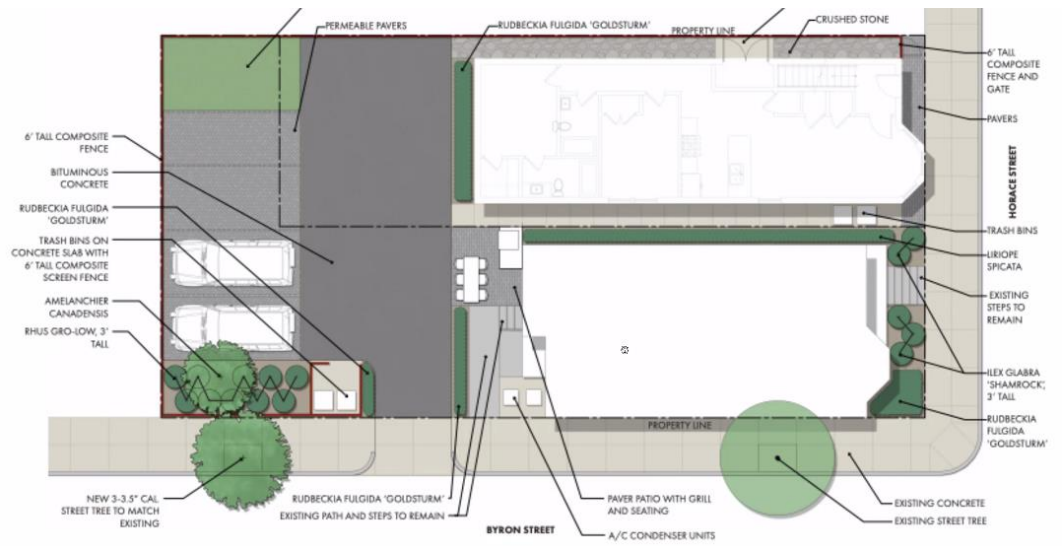 RUDBECKIA FULGIDA 'GOLDSTURM'
PERMEABLE PAVERS
PROPERTY LINE
CRUSHED STONE
6' TALL
COMPOSITE
FENCE AND
GATE
PAVERS
HORACE STREET
6' TALL COMPOSITE
FENCE
BITUMINOUS
CONCRETE
RUDBECKIA FULGIDA
'GOLDSTURM'
TRASH BINS ON
CONCRETE SLAB WITH
6' TALL COMPOSITE
SCREEN FENCE
AMELANCHIER
CANADENSIS
RHUS GRO-LOW, 3'
TALL
TRASH BINS
LIRIOPE
SPICATA
EXISTING
STEPS TO
REMAIN
ILEX GLABRA
'SHAMROCK',
3' TALL
RUDBECKIA
FULGIDA
'GOLDSTURM'
PROPERTY LINE
NEW 3-3.5" CAL
STREET TREE TO MATCH
EXISTING
RUDBECKIA FULGIDA 'GOLDSTURM'
EXISTING PATH AND STEPS TO REMAIN
BYRON STREET
PAVER PATIO WITH GRILL
AND SEATING
A/C CONDENSER UNITS
EXISTING CONCRETE
EXISTING STREET TREE